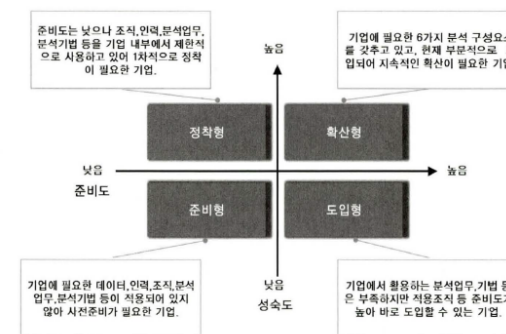 준비도는 낮으나 조직,인력,분석업무,
분석기법 등을 기업 내부에서 제한적
으로 사용하고 있어 1차적으로 정착
이 필요한 기업.
높음
기업에 필요한 6가지 분석 구성요소
를 갖추고 있고, 현재 부분적으로
입되어 지속적인 확산이 필요한 기업
정착형
확산형
낮음
높음
준비도
준비형
도입형
기업에 필요한 데이터,인력,조직,분석
업무,분석기법 등이 적용되어 있지
않아 사전준비가 필요한 기업.
낮음
성숙도
기업에서 활용하는 분석업무,기법 등
은 부족하지만 적용조직 등 준비도가
높아 바로 도입할 수 있는 기업.